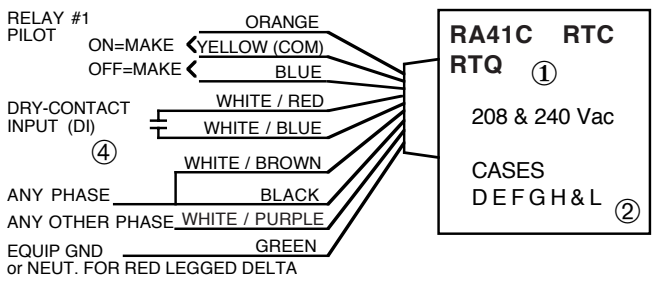 RELAY #1
PILOT
ORANGE
ON=MAKE
YELLOW (COM)
OFF=MAKE
BLUE
DRY-CONTACT
INPUT (DI)
④
WHITE / RED
WHITE / BLUE
WHITE / BROWN
ANY PHASE
BLACK
ANY OTHER PHASE
WHITE / PURPLE
EQUIP GND
GREEN
or NEUT. FOR RED LEGGED DELTA
RA41C RTC
RTQ ①
208 & 240 Vac
CASES
D E F G H & L ②